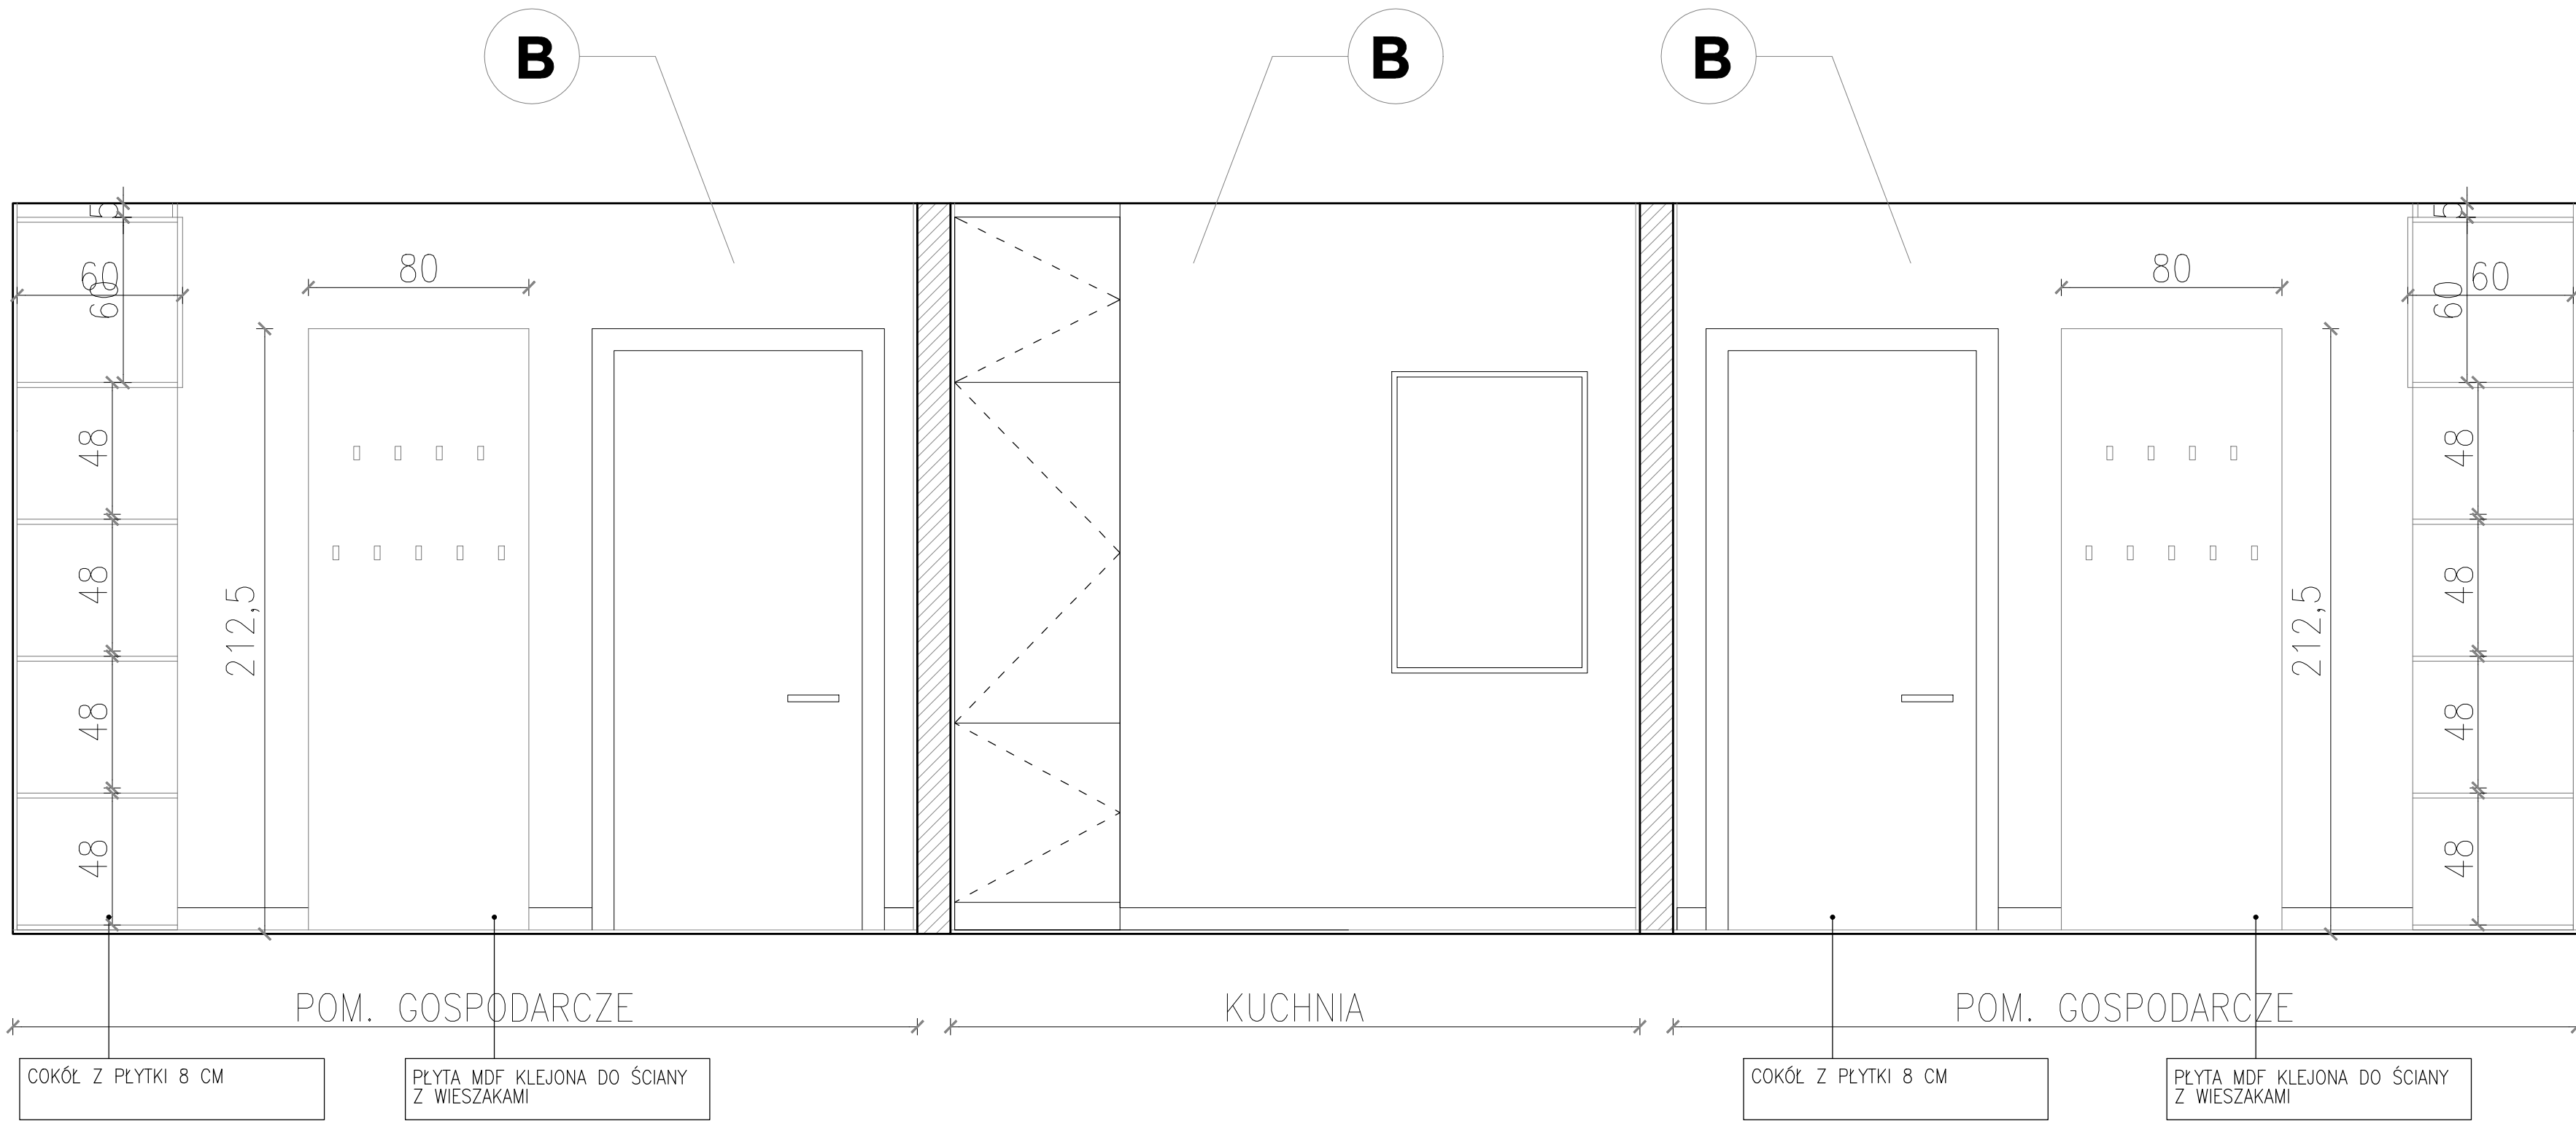 B
B
B
5
60
60
80
48
48
48
48
212,5
5
60
60
80
48
48
48
48
212,5
POM. GOSPODARCZE
KUCHNIA
POM. GOSPODARCZE
COKÓŁ Z PŁYTKI 8 CM
PŁYTA MDF KLEJONA DO ŚCIANY
Z WIESZAKAMI
COKÓŁ Z PŁYTKI 8 CM
PŁYTA MDF KLEJONA DO ŚCIANY
Z WIESZAKAMI